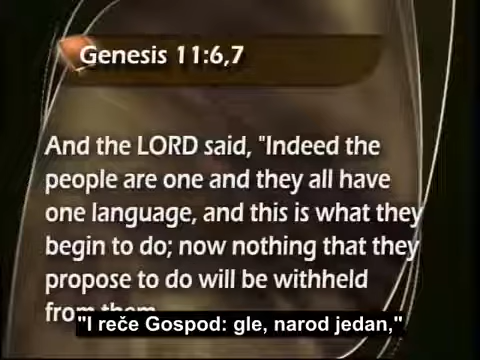 Genesis 11:6,7
And the LORD said, "Indeed the
people are one and they all have
one language, and this is what they
begin to do; now nothing that they
propose to do will be withheld
from them
"I reče Gospod: gle, narod jedan,"